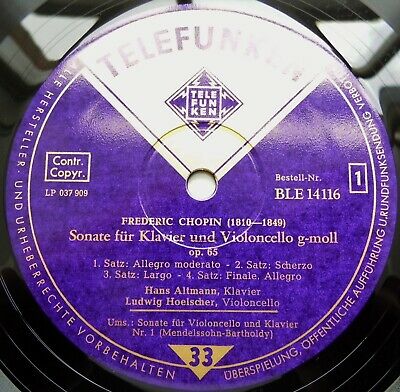 TELEFUNKEN
TELE
FUN
KEN
Contr.
Copyr.
LP 037 909
Bestell-Nr.
BLE 14116
1
FREDERIC CHOPIN (1810—1849)
Sonate für Klavier und Violoncello g-moll
op. 65
1. Satz: Allegro moderato - 2. Satz: Scherzo
3. Satz: Largo - 4. Satz: Finale. Allegro
Hans Altmann, Klavier
Ludwig Hoelscher, Violoncello
Ums.: Sonate für Violoncello und Klavier
Nr. 1 (Mendelssohn-Bartholdy)
33
ALLE HERSTELLER- UND URHEBERRECHTE VORBEHALTEN
ÜBERSPIELUNG, ÖFFENTLICHE AUFFÜHRUNG U. RUNDFUNKSENDUNG VERBOTEN